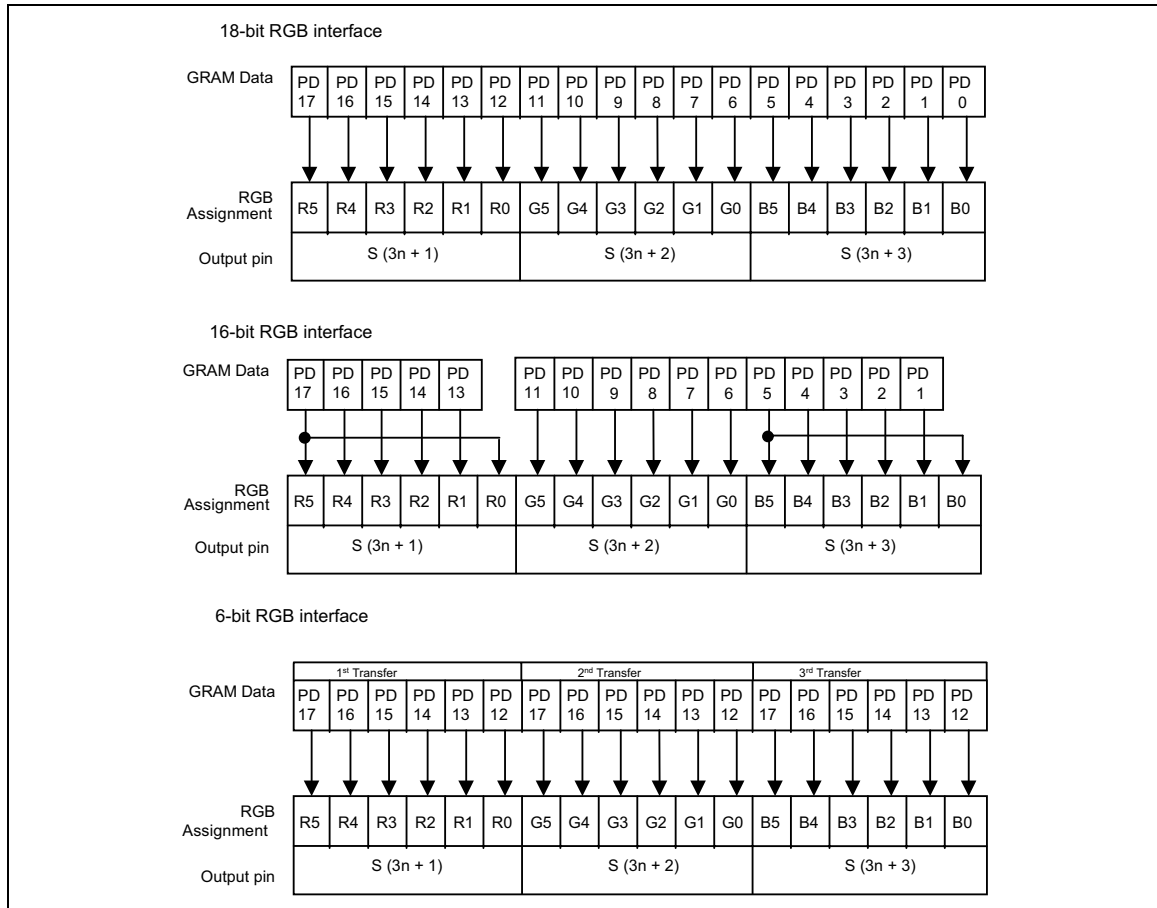 18-bit RGB interface
GRAM Data
PD 17 PD 16 PD 15 PD 14 PD 13 PD 12 PD 11 PD 10 PD 9 PD 8 PD 7 PD 6 PD 5 PD 4 PD 3 PD 2 PD 1 PD 0
RGB Assignment
R5 R4 R3 R2 R1 R0 G5 G4 G3 G2 G1 G0 B5 B4 B3 B2 B1 B0
Output pin
S (3n + 1) S (3n + 2) S (3n + 3)
16-bit RGB interface
GRAM Data
PD 17 PD 16 PD 15 PD 14 PD 13 PD 11 PD 10 PD 9 PD 8 PD 7 PD 6 PD 5 PD 4 PD 3 PD 2 PD 1
RGB Assignment
R5 R4 R3 R2 R1 R0 G5 G4 G3 G2 G1 G0 B5 B4 B3 B2 B1 B0
Output pin
S (3n + 1) S (3n + 2) S (3n + 3)
6-bit RGB interface
1st Transfer 2nd Transfer 3rd Transfer
GRAM Data
PD 17 PD 16 PD 15 PD 14 PD 13 PD 12 PD 17 PD 16 PD 15 PD 14 PD 13 PD 12 PD 17 PD 16 PD 15 PD 14 PD 13 PD 12
RGB Assignment
R5 R4 R3 R2 R1 R0 G5 G4 G3 G2 G1 G0 B5 B4 B3 B2 B1 B0
Output pin
S (3n + 1) S (3n + 2) S (3n + 3)